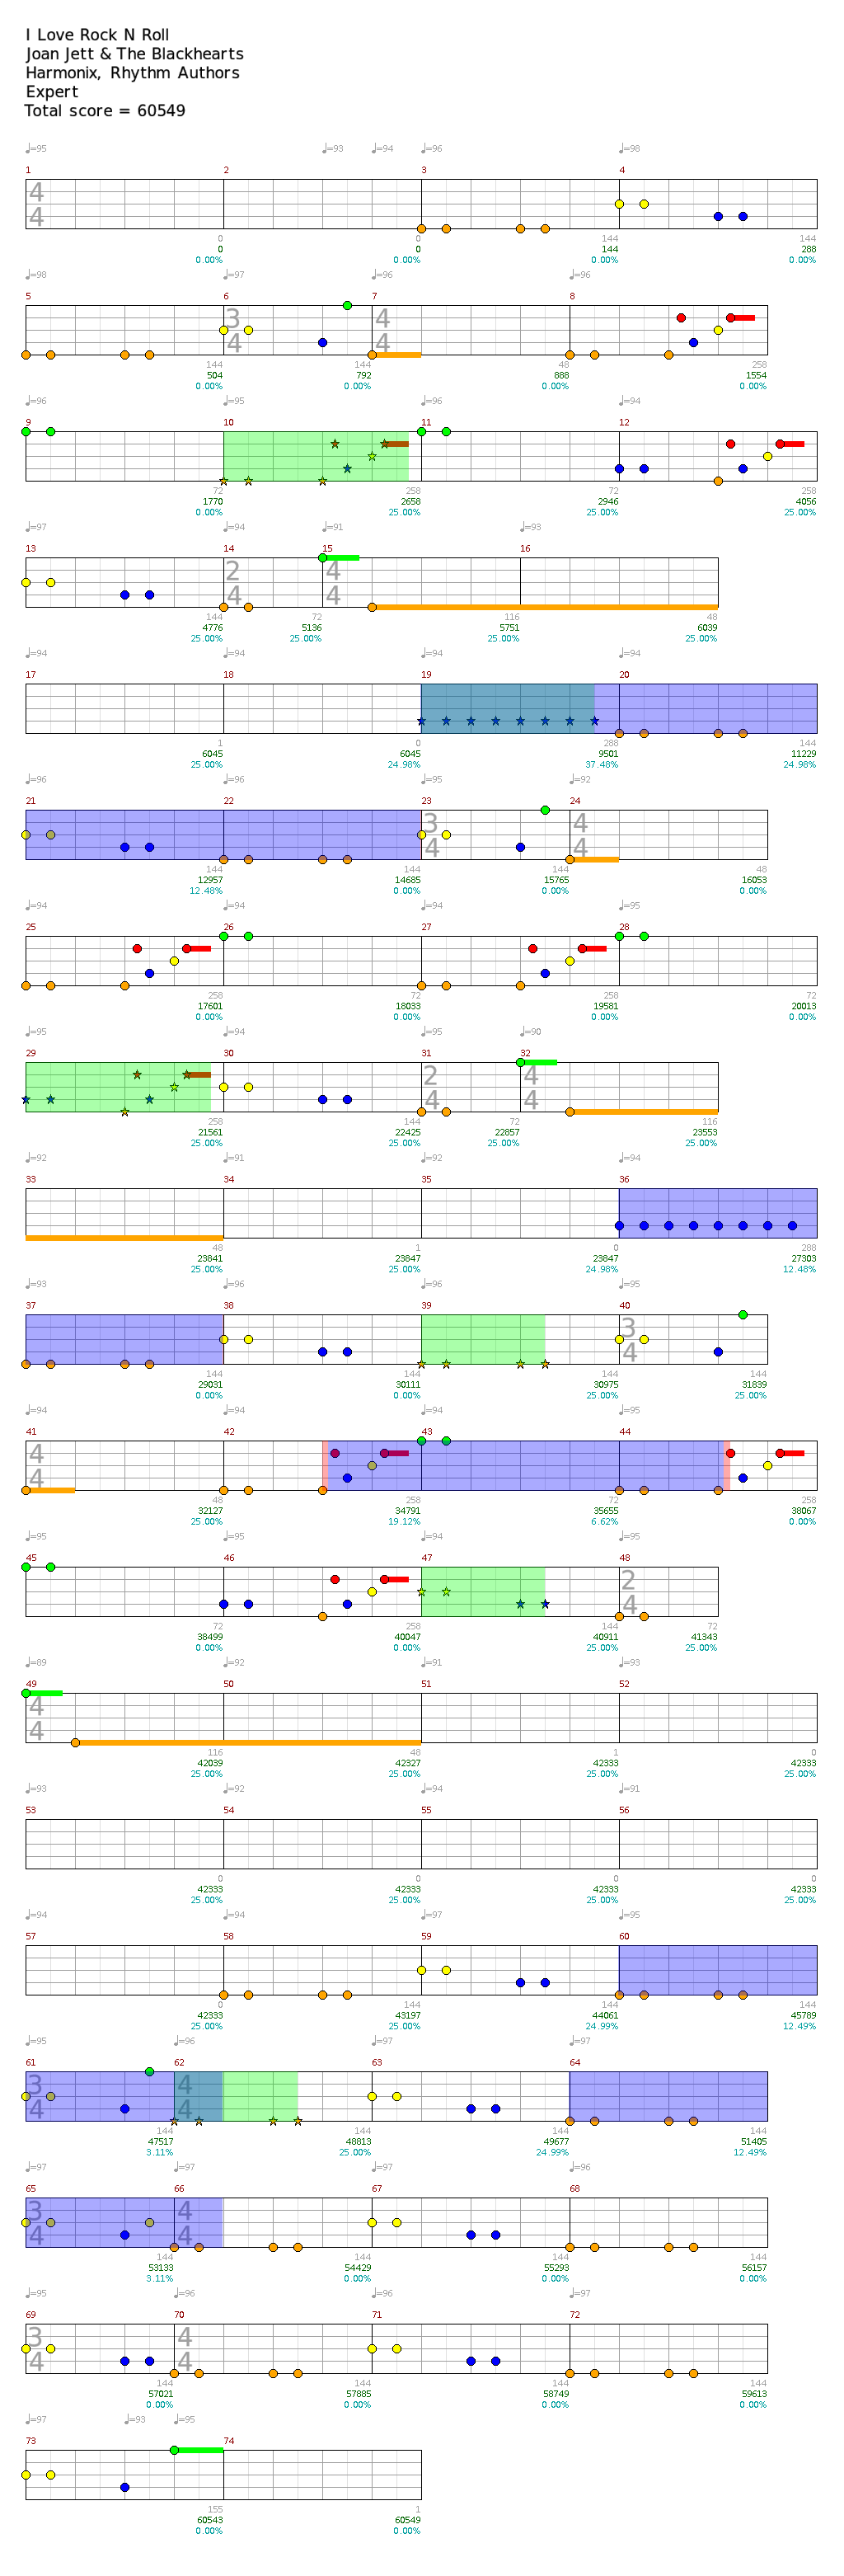 I Love Rock N Roll
Joan Jett & The Blackhearts
Harmonix, Rhythm Authors
Expert
Total score = 60549
♩=95 ♩=93 ♩=94 ♩=96 ♩=98
1 2 3 4
4
4
0 0 144 144
0 0 144 288
0.00% 0.00% 0.00% 0.00%
♩=98 ♩=97 ♩=96 ♩=96
5 6 7 8
3 4
4 4
144 144 48 258
504 792 888 1554
0.00% 0.00% 0.00% 0.00%
♩=96 ♩=95 ♩=96 ♩=96
9 10 11 12
72 258 72 258
1770 2658 2946 4056
0.00% 25.00% 25.00% 25.00%
♩=97 ♩=94 ♩=91 ♩=93
13 14 15 16
2 4
4 4
144 72 116 48
4776 5136 5751 6039
25.00% 25.00% 25.00% 25.00%
♩=94 ♩=94 ♩=94 ♩=94
17 18 19 20
1 0 288 144
6045 6045 9501 11229
25.00% 24.98% 37.48% 24.98%
♩=96 ♩=96 ♩=95 ♩=92
21 22 23 24
3 4
4 4
144 144 144 48
12957 14685 15765 16053
12.48% 0.00% 0.00% 0.00%
♩=94 ♩=94 ♩=94 ♩=95
25 26 27 28
258 72 258 72
17601 18033 19581 20013
0.00% 0.00% 0.00% 0.00%
♩=95 ♩=94 ♩=95 ♩=90
29 30 31 32
2 4
4 4
258 144 72 116
21561 22425 22857 23553
25.00% 25.00% 25.00% 25.00%
♩=92 ♩=91 ♩=92 ♩=94
33 34 35 36
48 1 0 288
23841 23847 23847 27303
25.00% 25.00% 24.98% 12.48%
♩=93 ♩=96 ♩=96 ♩=95
37 38 39 40
3
4
144 144 144 144
29031 30111 30975 31839
0.00% 0.00% 25.00% 25.00%
♩=94 ♩=94 ♩=94 ♩=95
41 42 43 44
4
4
48 258 72 258
32127 34791 35655 38067
25.00% 19.12% 6.62% 0.00%
♩=95 ♩=95 ♩=94 ♩=95
45 46 47 48
2
4
72 258 144 72
38499 40047 40911 41343
0.00% 0.00% 25.00% 25.00%
♩=89 ♩=92 ♩=91 ♩=93
49 50 51 52
4
4
116 48 1 0
42039 42327 42333 42333
25.00% 25.00% 25.00% 25.00%
♩=93 ♩=92 ♩=94 ♩=91
53 54 55 56
0 0 0 0
42333 42333 42333 42333
25.00% 25.00% 25.00% 25.00%
♩=94 ♩=94 ♩=97 ♩=95
57 58 59 60
0 144 144 144
42333 43197 44061 45789
25.00% 25.00% 24.99% 12.49%
♩=95 ♩=96 ♩=97 ♩=97
61 62 63 64
3 4
4 4
144 144 144 144
47517 48813 49677 51405
3.11% 25.00% 24.99% 12.49%
♩=97 ♩=97 ♩=97 ♩=96
65 66 67 68
3 4
4 4
144 144 144 144
53133 54429 55293 56157
3.11% 0.00% 0.00% 0.00%
♩=95 ♩=96 ♩=96 ♩=97
69 70 71 72
3 4
4 4
144 144 144 144
57021 57885 58749 59613
0.00% 0.00% 0.00% 0.00%
♩=97 ♩=93 ♩=95
73 74
155 1
60543 60549
0.00% 0.00%